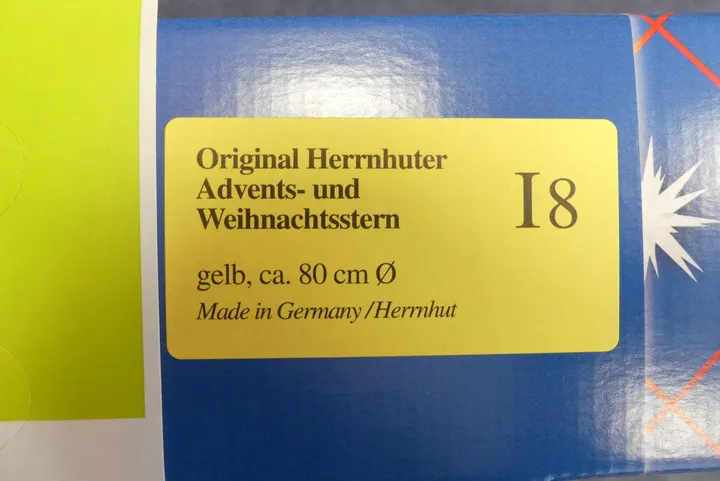 Original Herrnhuter
Advents- und
Weihnachtsstern
I8
gelb, ca. 80 cm Ø
Made in Germany/Herrnhut